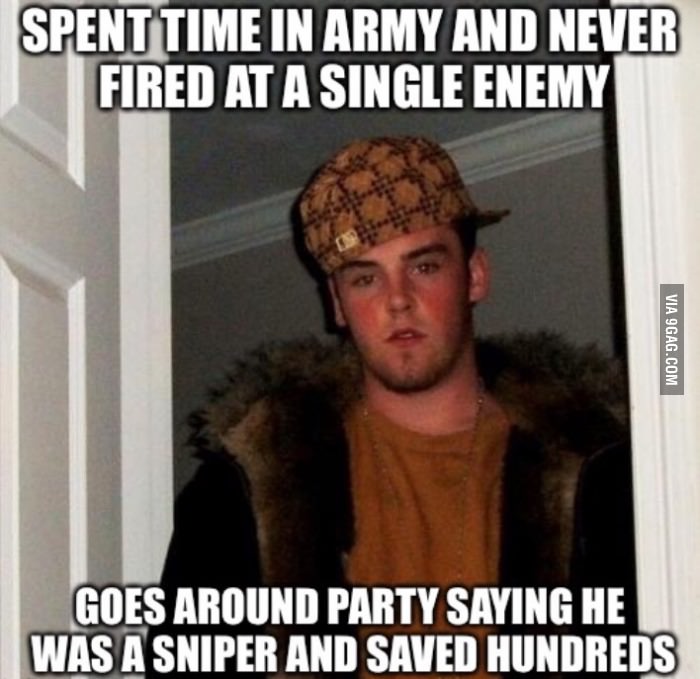 SPENT TIME IN ARMY AND NEVER
FIRED AT A SINGLE ENEMY
VIA 9GAG.COM
GOES AROUND PARTY SAYING HE
WAS A SNIPER AND SAVED HUNDREDS